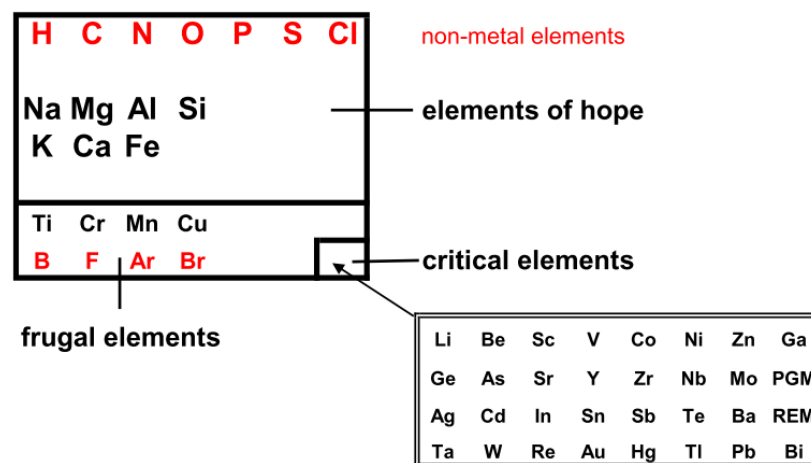 H C N O P S Cl non-metal elements
Na Mg Al Si elements of hope
K Ca Fe
Ti Cr Mn Cu
B F Ar Br critical elements
frugal elements
Li Be Sc V Co Ni Zn Ga
Ge As Sr Y Zr Nb Mo PGM
Ag Cd In Sn Sb Te Ba REM
Ta W Re Au Hg Tl Pb Bi